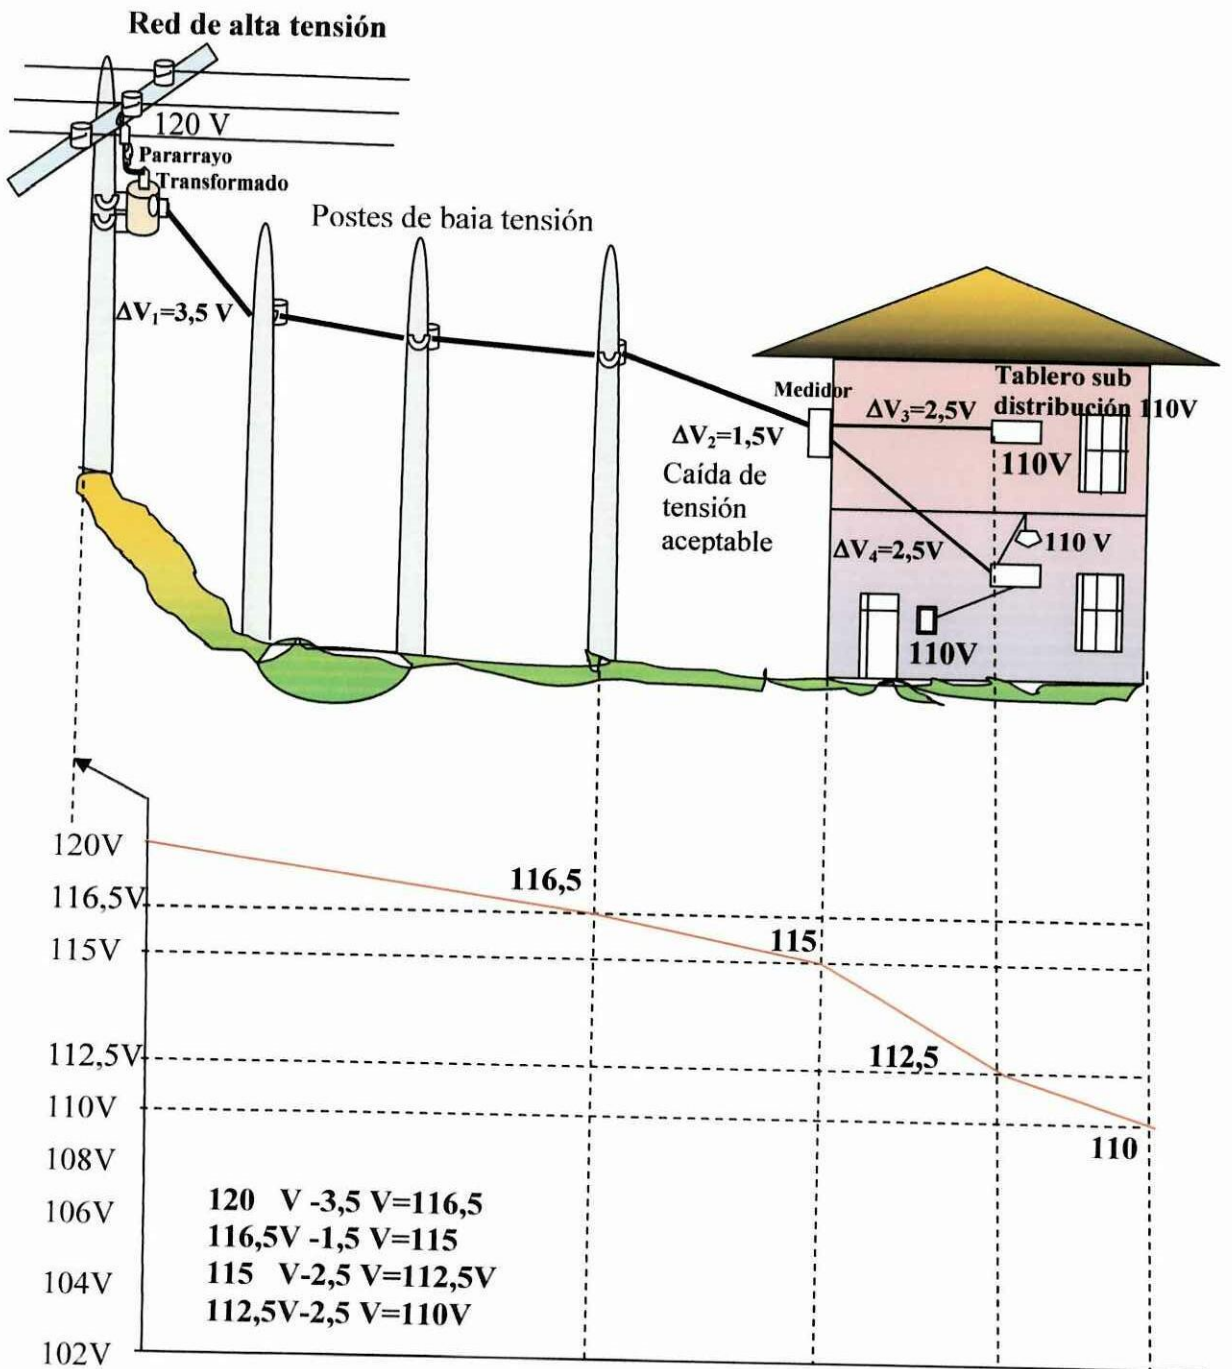 Red de alta tensión
120 V
Pararrayo
Transformado
Postes de baia tensión
ΔV₁=3,5 V
Medidor
Tablero sub
distribución 110V
ΔV₃=2,5V
ΔV₂=1,5V
110V
Caída de
tensión
aceptable
110 V
ΔV₄=2,5V
110V
120V
116,5
116,5V
115
115V
112,5
112,5V
110V
110
108V
106V
104V
102V
120 V -3,5 V=116,5
116,5V -1,5 V=115
115 V-2,5 V=112,5V
112,5V-2,5 V=110V